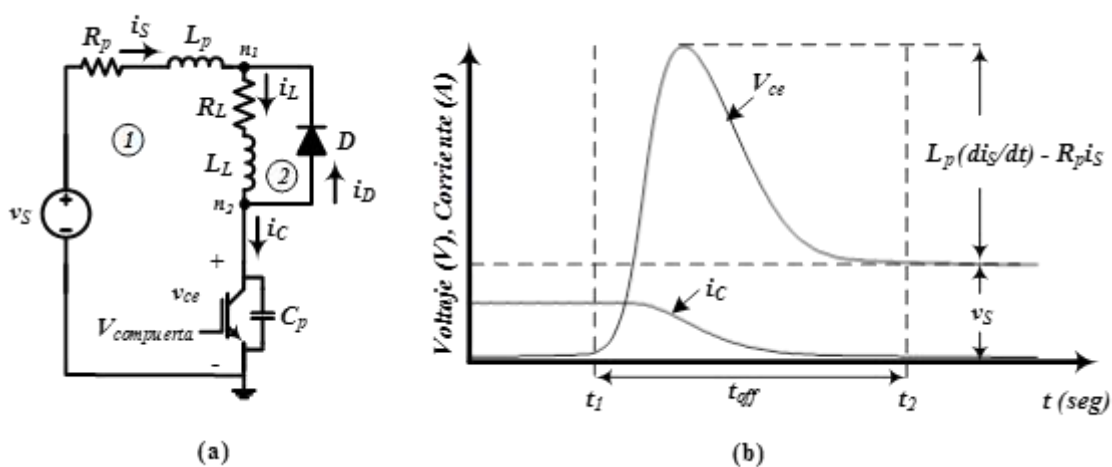 R_p
i_S
L_p
n_1
i_L
R_L
1
D
L_L
2
i_D
n_2
v_S
+
-
i_C
+
v_ce
V_compuerta
C_p
-
(a)
Voltaje (V), Corriente (A)
V_ce
L_p (di_S/dt) - R_p i_S
i_C
v_S
t_1
t_off
t_2
t (seg)
(b)